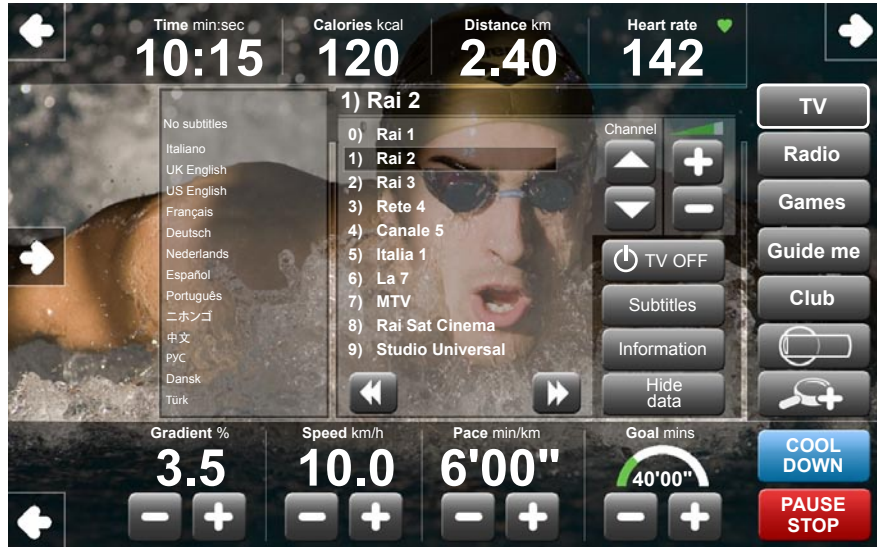 Time min:sec
10:15
Calories kcal
120
Distance km
2.40
Heart rate
142
No subtitles
Italiano
UK English
US English
Français
Deutsch
Nederlands
Español
Português
ニホンゴ
中文
РУС
Dansk
Türk
1) Rai 2
0) Rai 1
1) Rai 2
2) Rai 3
3) Rete 4
4) Canale 5
5) Italia 1
6) La 7
7) MTV
8) Rai Sat Cinema
9) Studio Universal
Channel
TV OFF
Subtitles
Information
Hide
data
TV
Radio
Games
Guide me
Club
Gradient %
3.5
Speed km/h
10.0
Pace min/km
6'00"
Goal mins
40'00"
COOL
DOWN
PAUSE
STOP